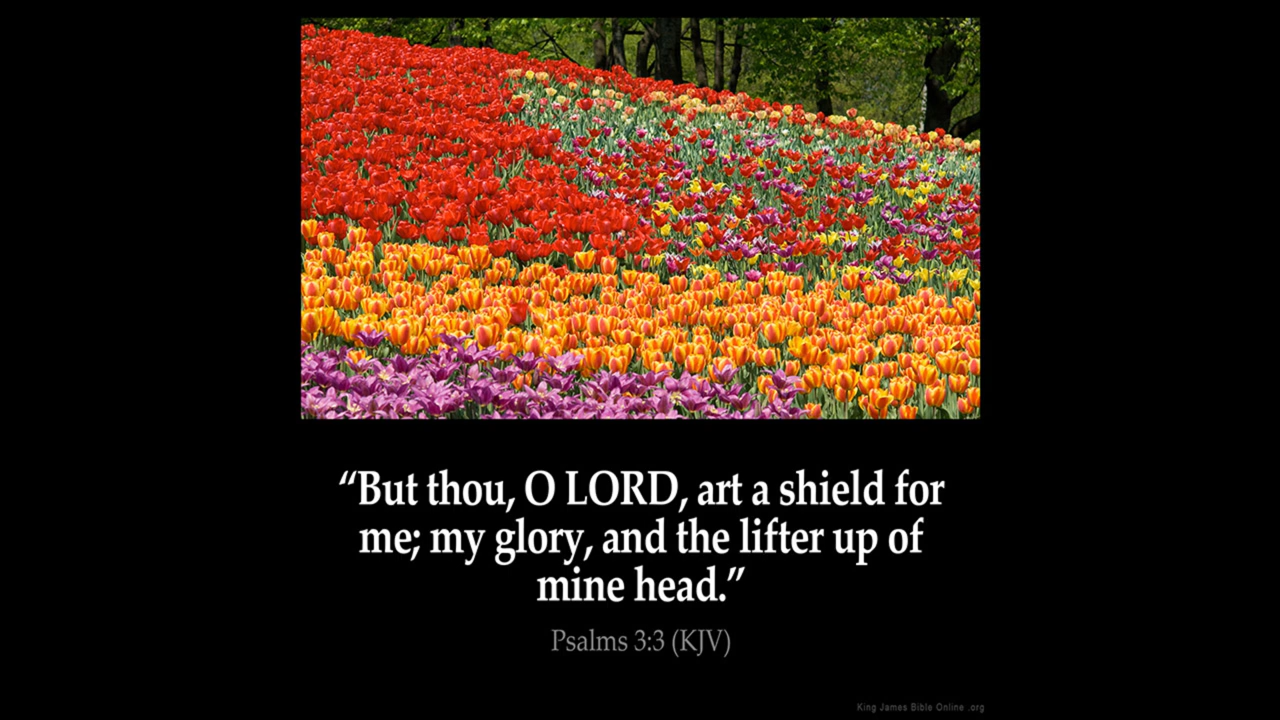 “But thou, O LORD, art a shield for
me; my glory, and the lifter up of
mine head.”
Psalms 3:3 (KJV)
King James Bible Online .org